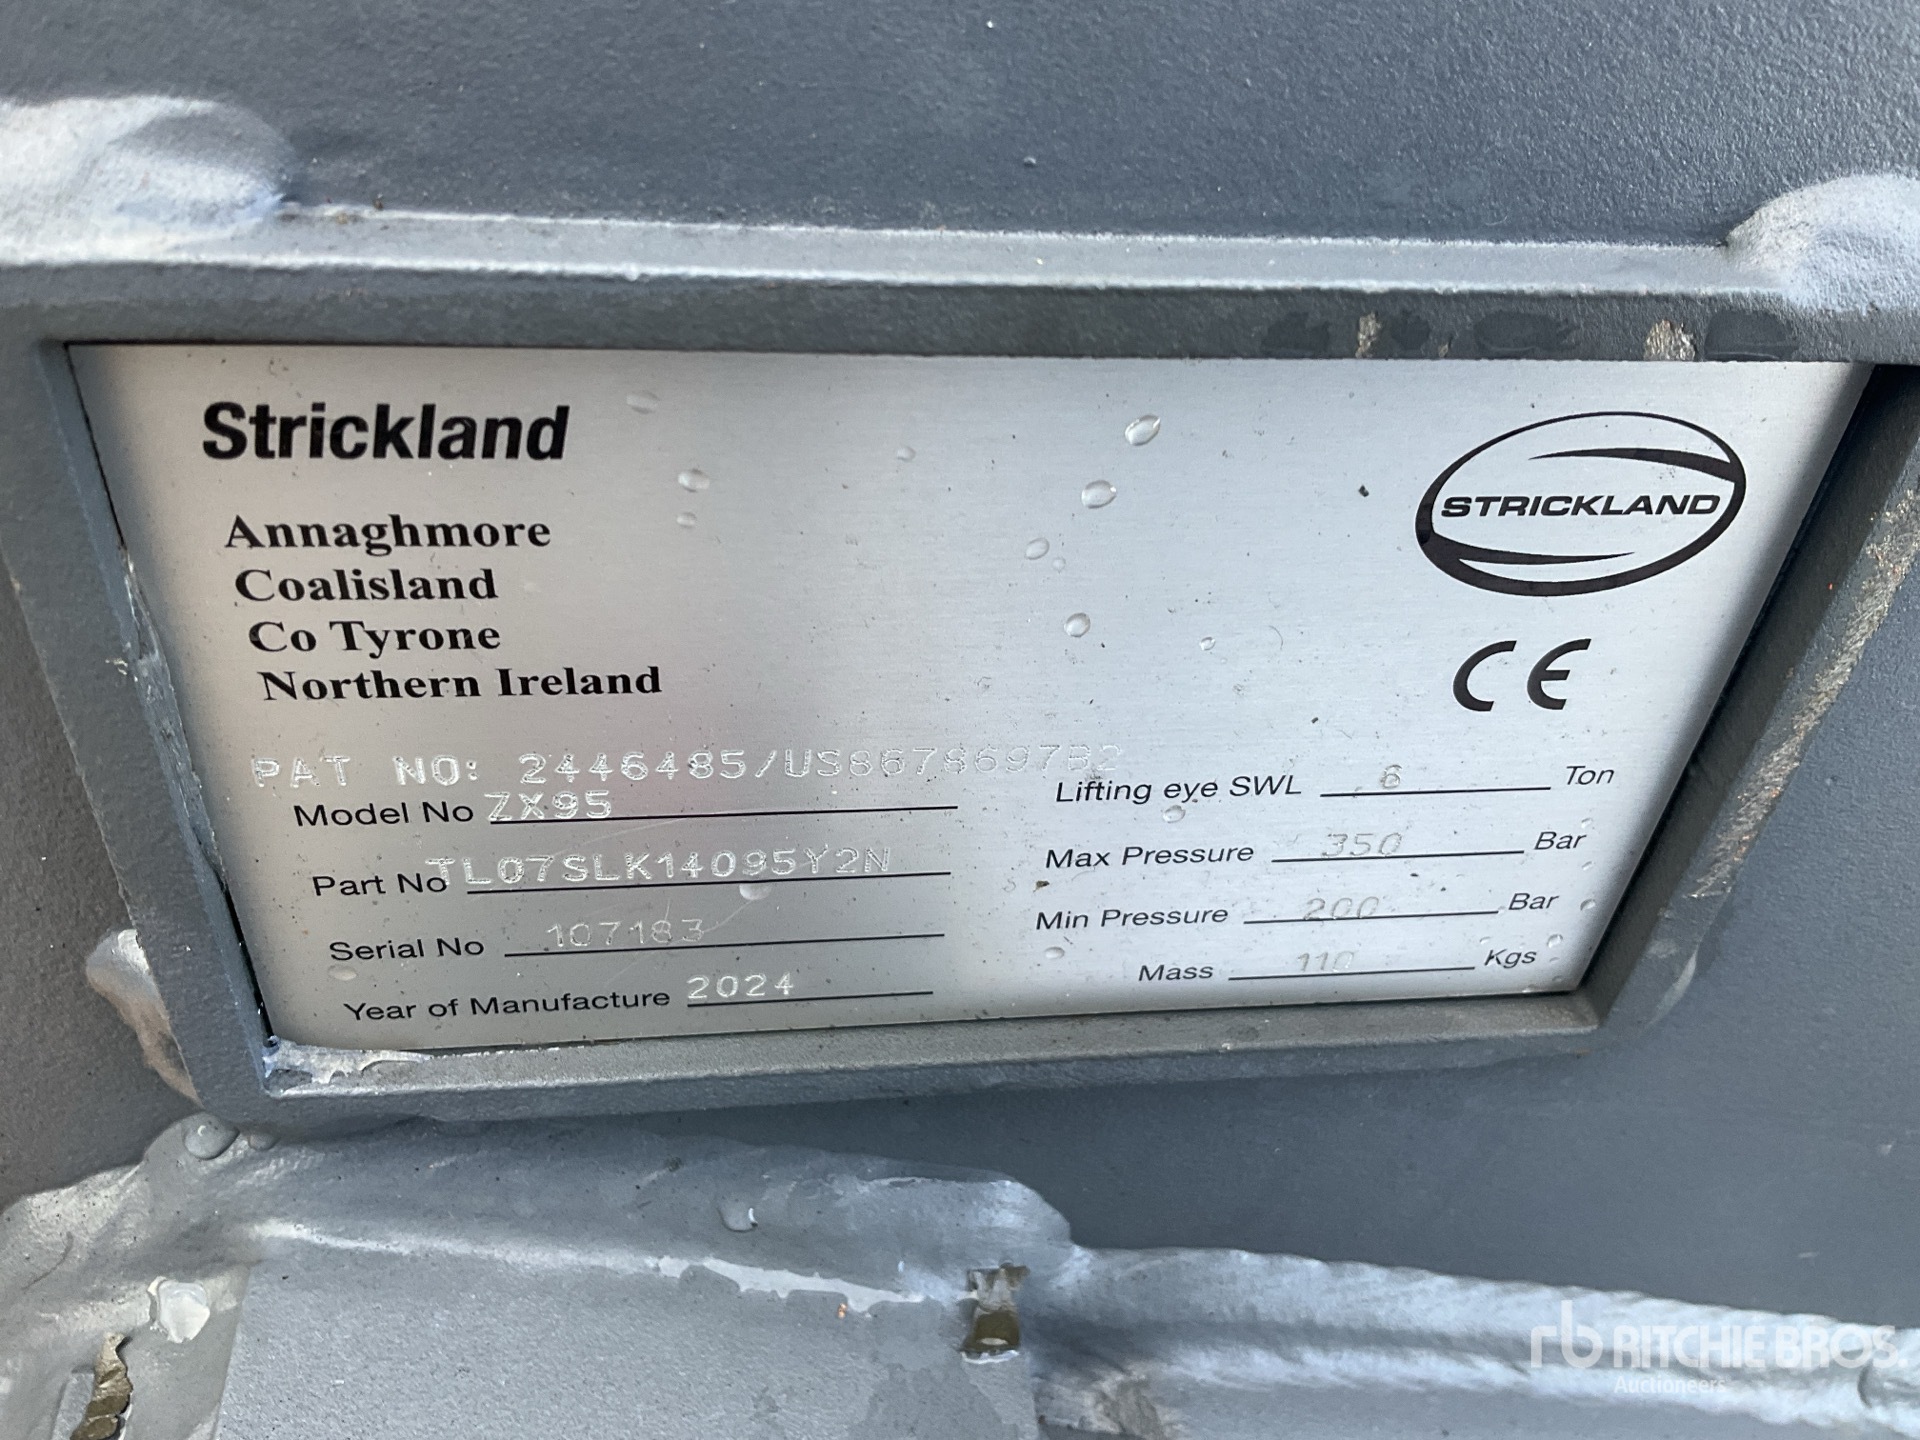 Strickland
STRICKLAND
Annaghmore
Coalisland
Co Tyrone
Northern Ireland
CE
PAT NO: 2446485/US8678697B2
Model No ZX95
Part No TL07SLK14095Y2N
Serial No 107183
Year of Manufacture 2024
Lifting eye SWL 6 Ton
Max Pressure 350 Bar
Min Pressure 200 Bar
Mass 110 Kgs
rb RITCHIE BROS.
Auctioneers